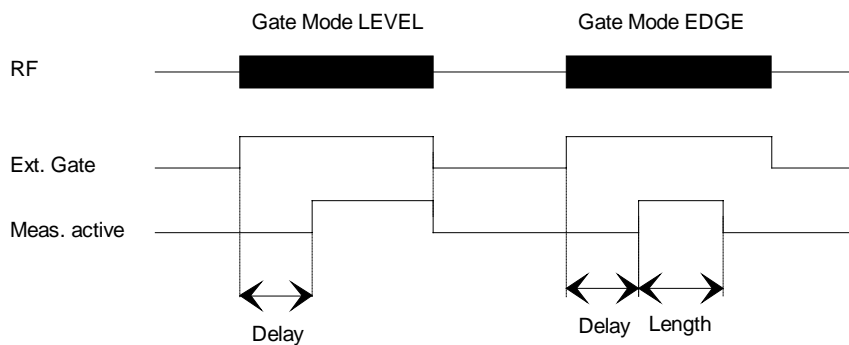 Gate Mode LEVEL Gate Mode EDGE
RF
Ext. Gate
Meas. active
Delay Delay Length